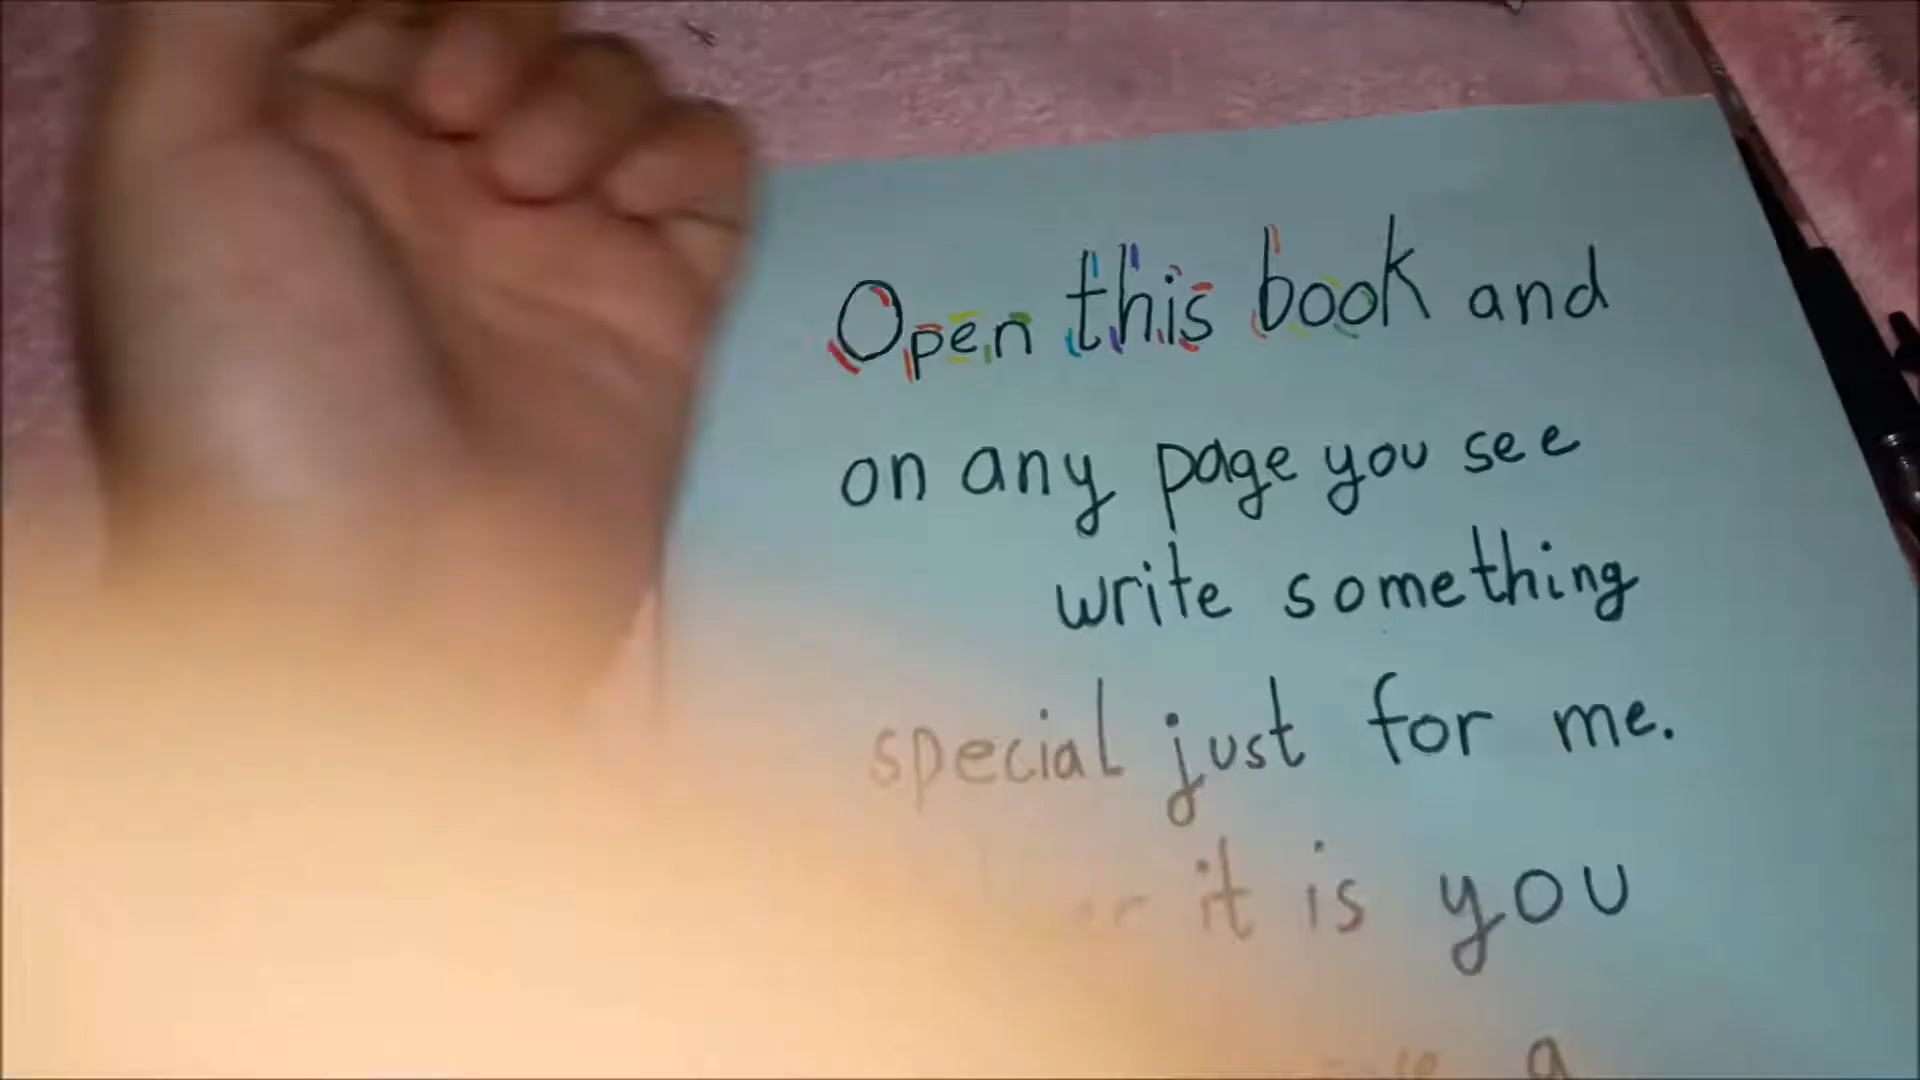 Open this book and
on any page you see
write something
special just for me.
it is you
a